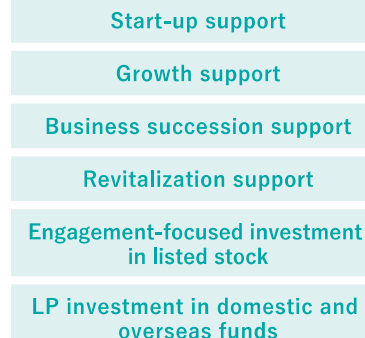 Start-up support
Growth support
Business succession support
Revitalization support
Engagement-focused investment
in listed stock
LP investment in domestic and
overseas funds